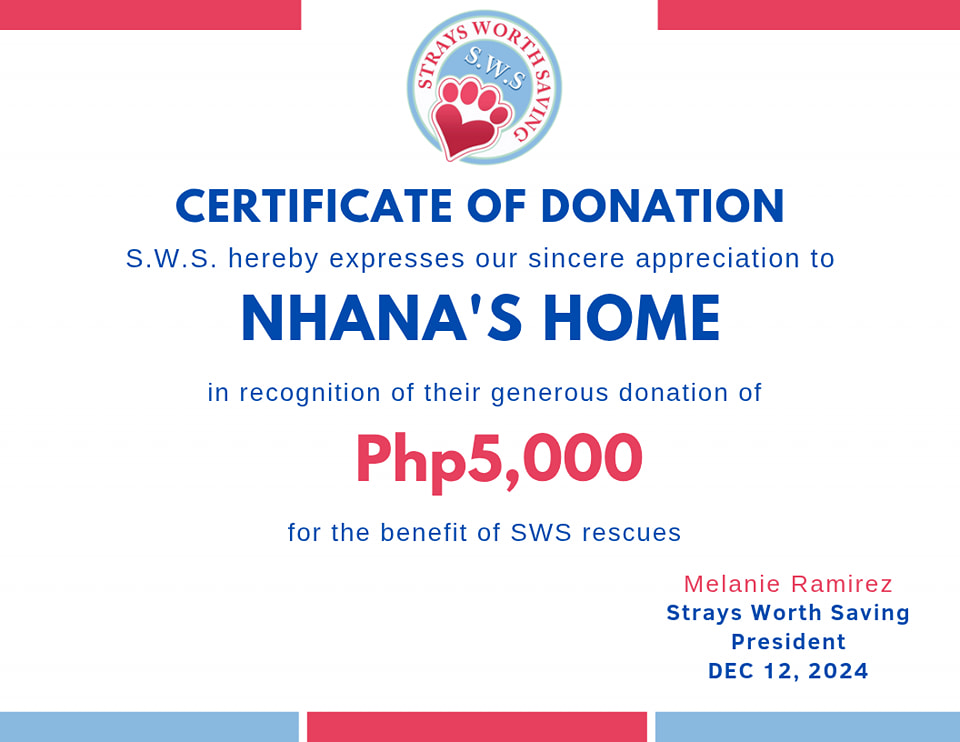 STRAYS WORTH SAVING
S.W.S
CERTIFICATE OF DONATION
S.W.S. hereby expresses our sincere appreciation to
NHANA'S HOME
in recognition of their generous donation of
Php5,000
for the benefit of SWS rescues
Melanie Ramirez
Strays Worth Saving
President
DEC 12, 2024